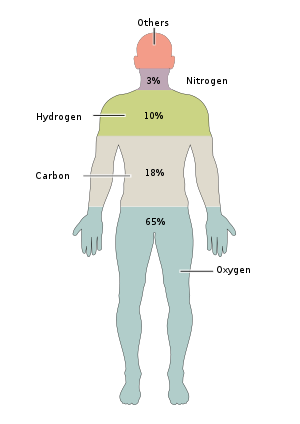 Others
3%
Nitrogen
Hydrogen
10%
Carbon
18%
65%
Oxygen